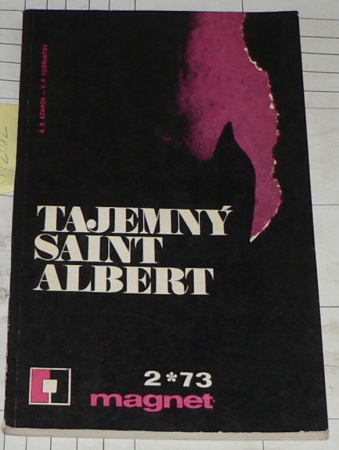 TAJEMNÝ
SAINT
ALBERT
2*73
magnet